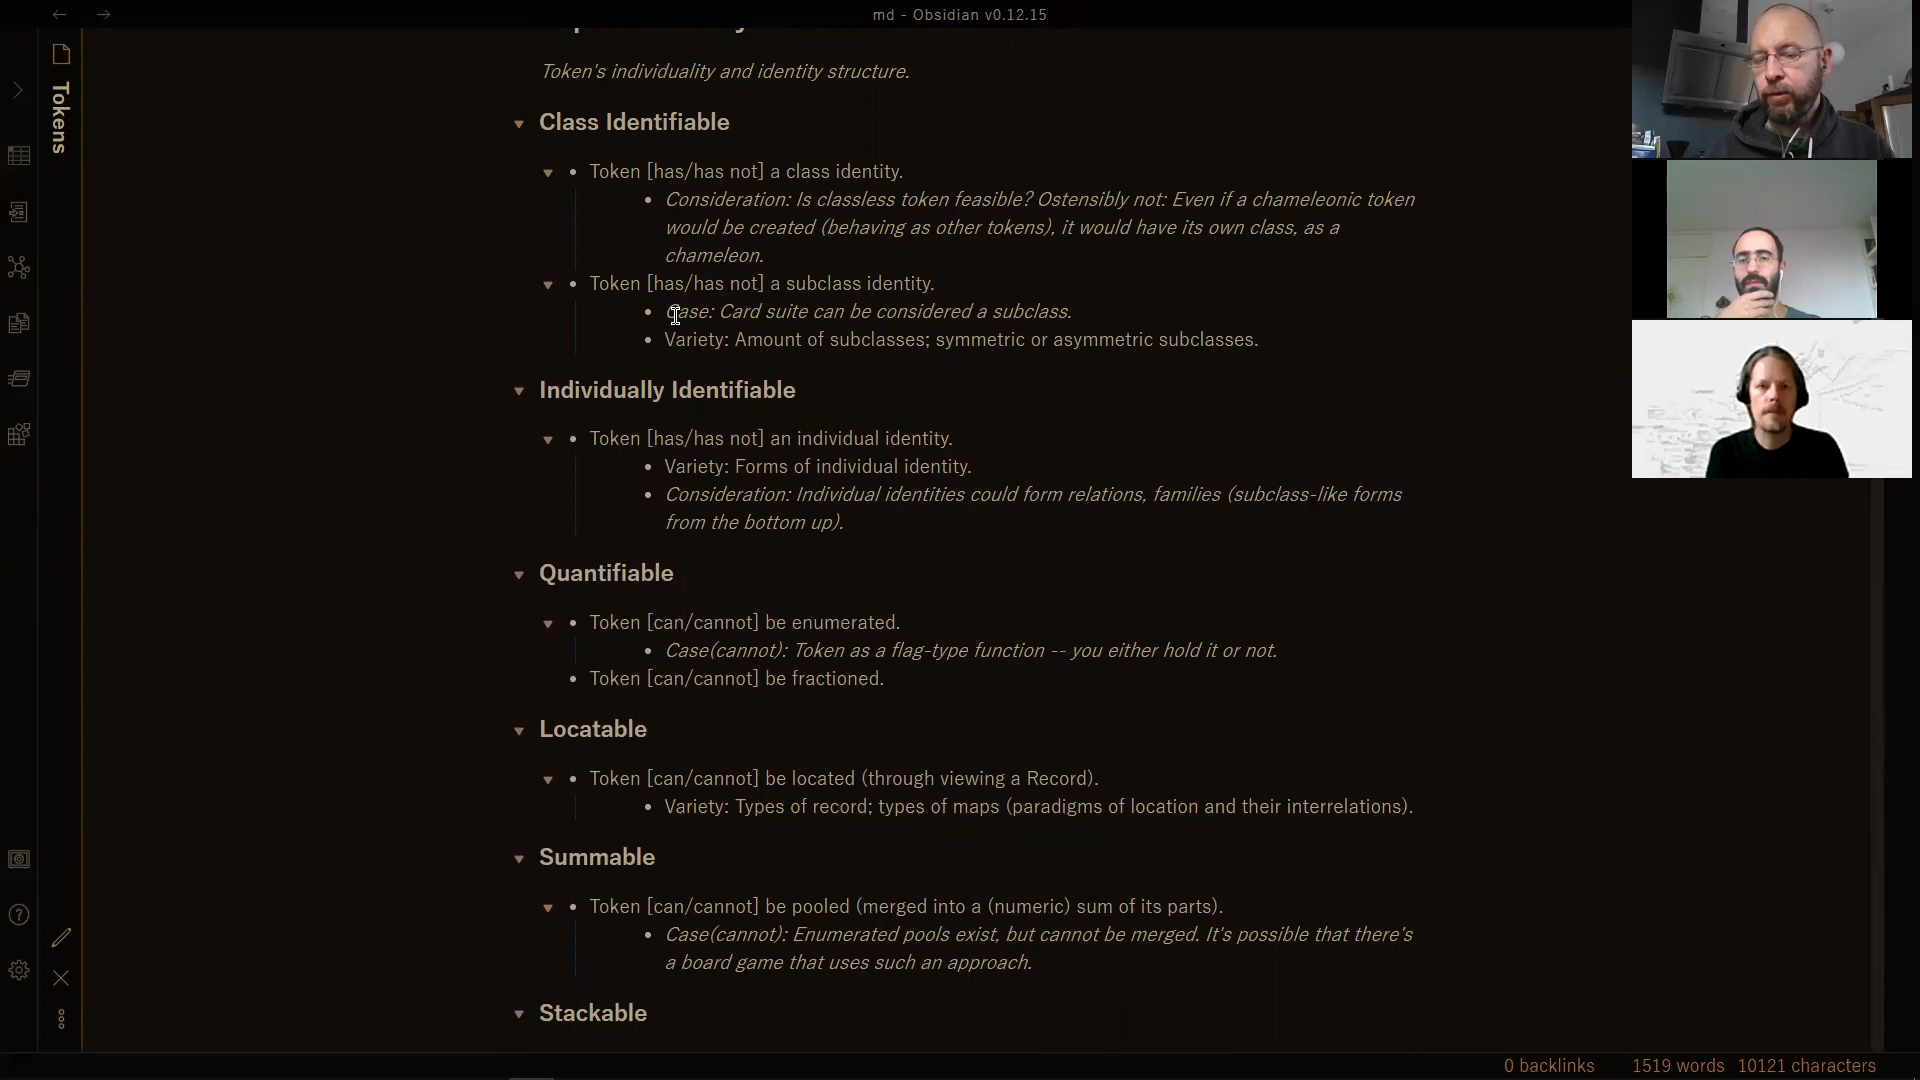 md - Obsidian v0.12.15
Tokens
Token's individuality and identity structure.
Class Identifiable
Token [has/has not] a class identity.
Consideration: Is classless token feasible? Ostensibly not: Even if a chameleonic token
would be created (behaving as other tokens), it would have its own class, as a
chameleon.
Token [has/has not] a subclass identity.
Case: Card suite can be considered a subclass.
Variety: Amount of subclasses; symmetric or asymmetric subclasses.
Individually Identifiable
Token [has/has not] an individual identity.
Variety: Forms of individual identity.
Consideration: Individual identities could form relations, families (subclass-like forms
from the bottom up).
Quantifiable
Token [can/cannot] be enumerated.
Case(cannot): Token as a flag-type function -- you either hold it or not.
Token [can/cannot] be fractioned.
Locatable
Token [can/cannot] be located (through viewing a Record).
Variety: Types of record; types of maps (paradigms of location and their interrelations).
Summable
Token [can/cannot] be pooled (merged into a (numeric) sum of its parts).
Case(cannot): Enumerated pools exist, but cannot be merged. It's possible that there's
a board game that uses such an approach.
Stackable
0 backlinks 1519 words 10121 characters